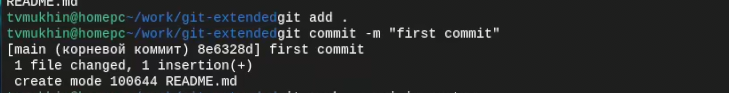 README.md
tvmukhin@homepc~/work/git-extendedgit add .
tvmukhin@homepc~/work/git-extendedgit commit -m "first commit"
[main (корневой коммит) 8e6328d] first commit
 1 file changed, 1 insertion(+)
 create mode 100644 README.md